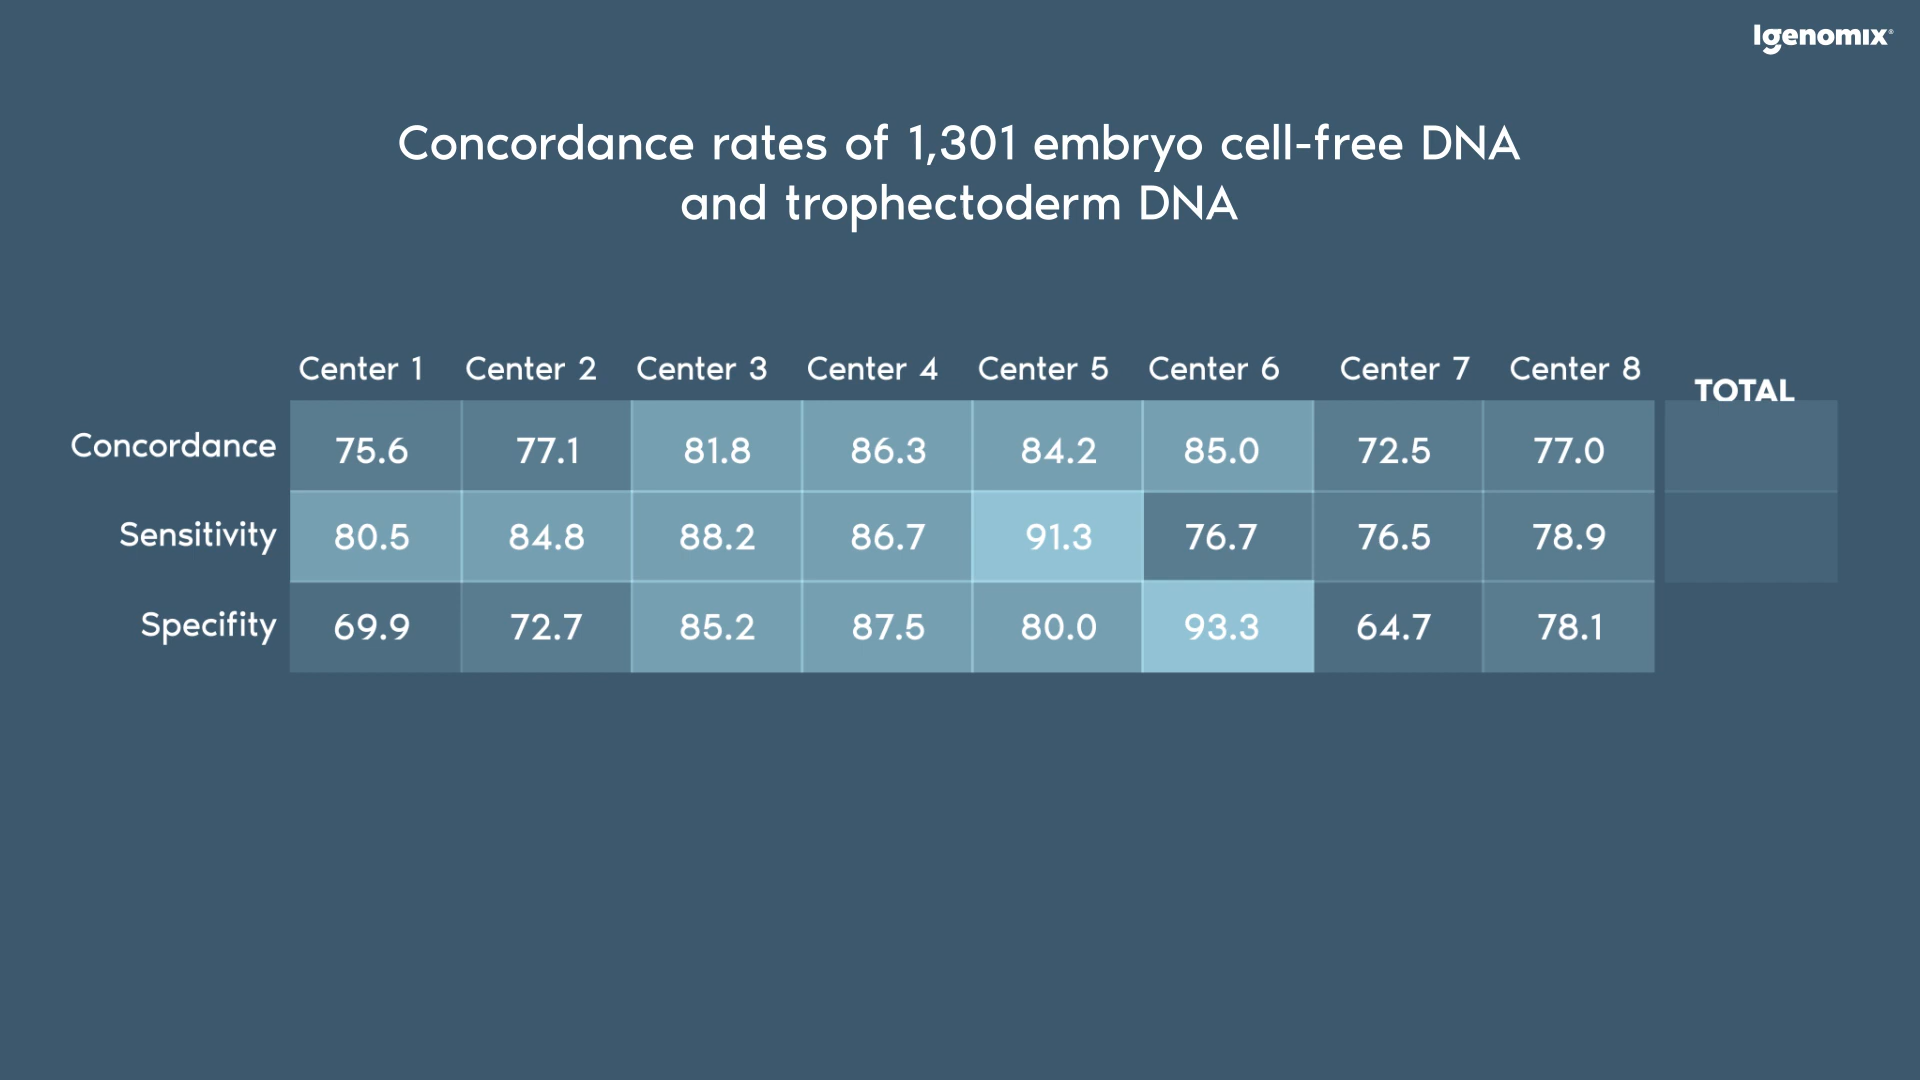 Igenomix®
Concordance rates of 1,301 embryo cell-free DNA
and trophectoderm DNA
Center 1 Center 2 Center 3 Center 4 Center 5 Center 6 Center 7 Center 8 TOTAL
Concordance 75.6 77.1 81.8 86.3 84.2 85.0 72.5 77.0
Sensitivity 80.5 84.8 88.2 86.7 91.3 76.7 76.5 78.9
Specifity 69.9 72.7 85.2 87.5 80.0 93.3 64.7 78.1